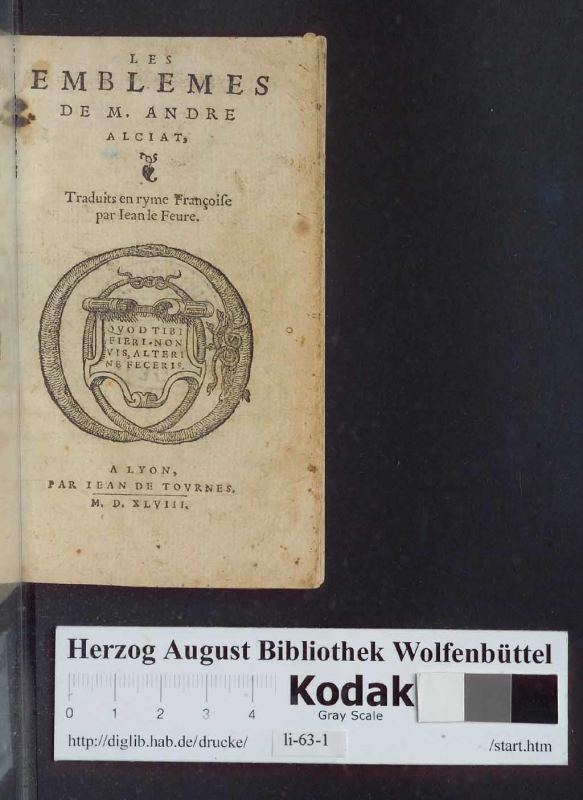 LES
EMBLEMES
DE M. ANDRE
ALCIAT,
Traduits en ryme Françoiſe
par Iean le Feure.
QVOD TIBI
FIERI NON
VIS, ALTERI
NE FECERIS.
A LYON,
PAR IEAN DE TOVRNES.
M. D. XLVIII.
Herzog August Bibliothek Wolfenbüttel
0 1 2 3 4
Kodak
Gray Scale
http://diglib.hab.de/drucke/ li-63-1 /start.htm